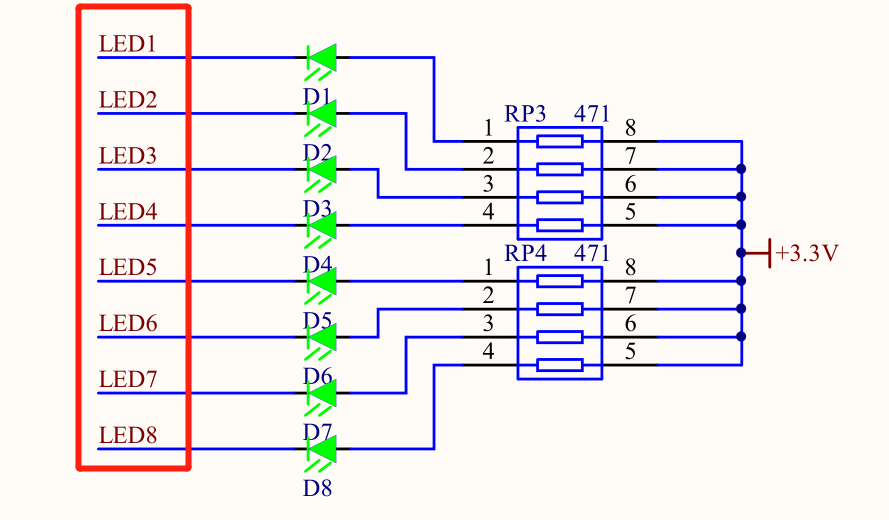 LED1
D1
LED2
D2
LED3
D3
LED4
D4
LED5
D5
LED6
D6
LED7
D7
LED8
D8
RP3 471
1 8
2 7
3 6
4 5
RP4 471
1 8
2 7
3 6
4 5
+3.3V